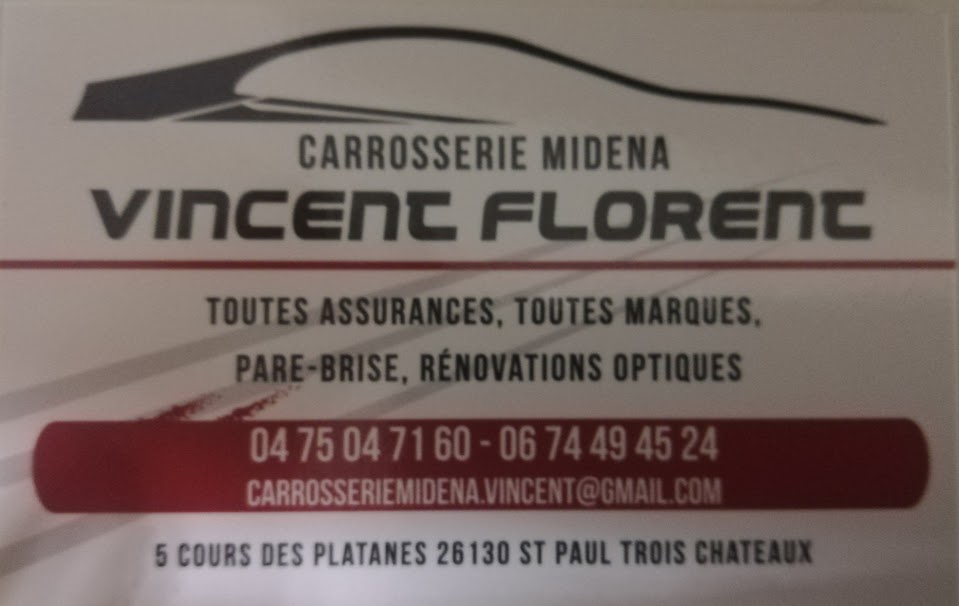 CARROSSERIE MIDENA
VINCENT FLORENT
TOUTES ASSURANCES, TOUTES MARQUES,
PARE-BRISE, RÉNOVATIONS OPTIQUES
04 75 04 71 60 - 06 74 49 45 24
CARROSSERIEMIDENA.VINCENT@GMAIL.COM
5 COURS DES PLATANES 26130 ST PAUL TROIS CHATEAUX